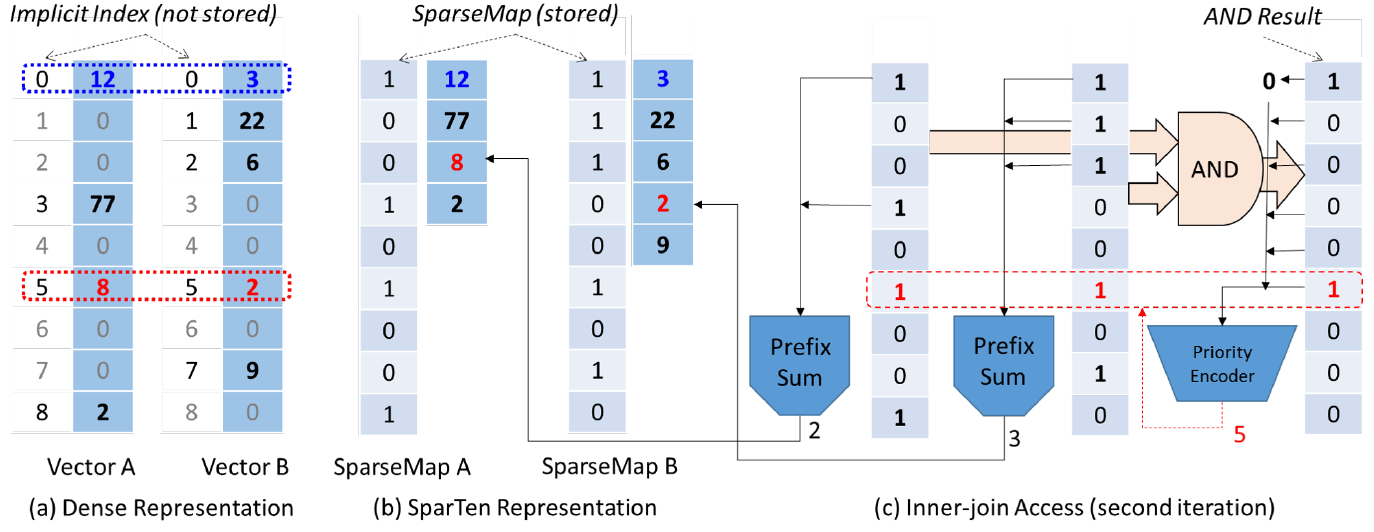 Implicit Index (not stored) SparseMap (stored) AND Result
0 12 0 3 1 12 1 3 1 1 0 1
1 0 1 22 0 77 1 22 0 1 0
2 0 2 6 0 8 1 6 0 1 AND 0
3 77 3 0 1 2 0 2 1 0 0
4 0 4 0 0 0 9 0 0 0
5 8 5 2 1 1 1 1 1
6 0 6 0 0 0 0 0 0
7 0 7 9 0 1 0 1 0
8 2 8 0 1 0 1 0 0
Prefix
Sum
Prefix
Sum
Priority
Encoder
2 3 5
Vector A Vector B SparseMap A SparseMap B
(a) Dense Representation (b) SparTen Representation (c) Inner-join Access (second iteration)